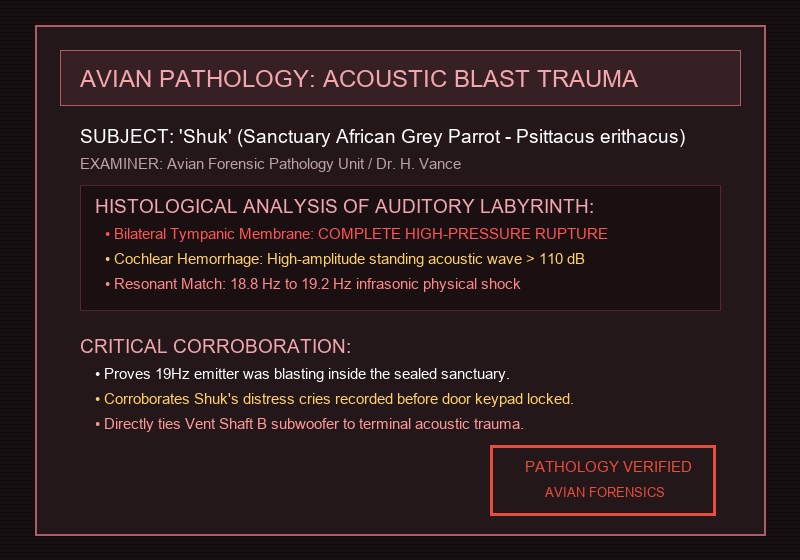 AVIAN PATHOLOGY: ACOUSTIC BLAST TRAUMA
SUBJECT: 'Shuk' (Sanctuary African Grey Parrot - Psittacus erithacus)
EXAMINER: Avian Forensic Pathology Unit / Dr. H. Vance
HISTOLOGICAL ANALYSIS OF AUDITORY LABYRINTH:
• Bilateral Tympanic Membrane: COMPLETE HIGH-PRESSURE RUPTURE
• Cochlear Hemorrhage: High-amplitude standing acoustic wave > 110 dB
• Resonant Match: 18.8 Hz to 19.2 Hz infrasonic physical shock
CRITICAL CORROBORATION:
• Proves 19Hz emitter was blasting inside the sealed sanctuary.
• Corroborates Shuk's distress cries recorded before door keypad locked.
• Directly ties Vent Shaft B subwoofer to terminal acoustic trauma.
PATHOLOGY VERIFIED
AVIAN FORENSICS